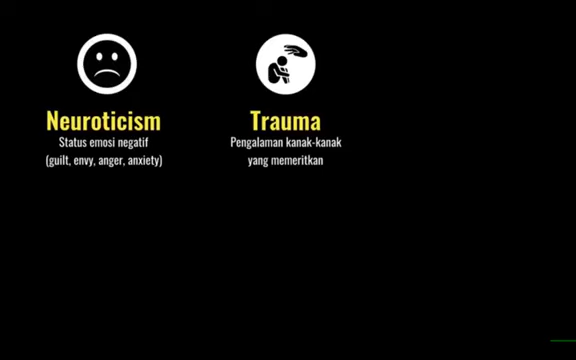 Neuroticism
Status emosi negatif
(guilt, envy, anger, anxiety)
Trauma
Pengalaman kanak-kanak
yang memeritkan